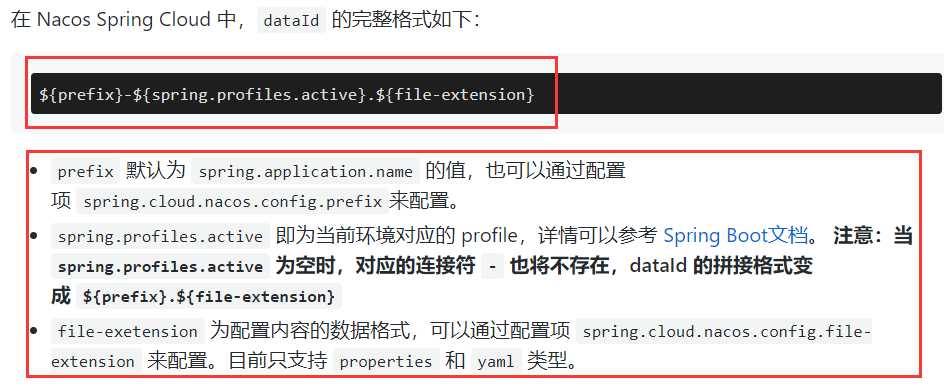 在 Nacos Spring Cloud 中，dataId 的完整格式如下：
${prefix}-${spring.profiles.active}.${file-extension}
prefix 默认为 spring.application.name 的值，也可以通过配置
项 spring.cloud.nacos.config.prefix来配置。
spring.profiles.active 即为当前环境对应的 profile，详情可以参考 Spring Boot文档。 注意：当
spring.profiles.active 为空时，对应的连接符 - 也将不存在，dataId 的拼接格式变
成 ${prefix}.${file-extension}
file-exetension 为配置内容的数据格式，可以通过配置项 spring.cloud.nacos.config.file-
extension 来配置。目前只支持 properties 和 yaml 类型。